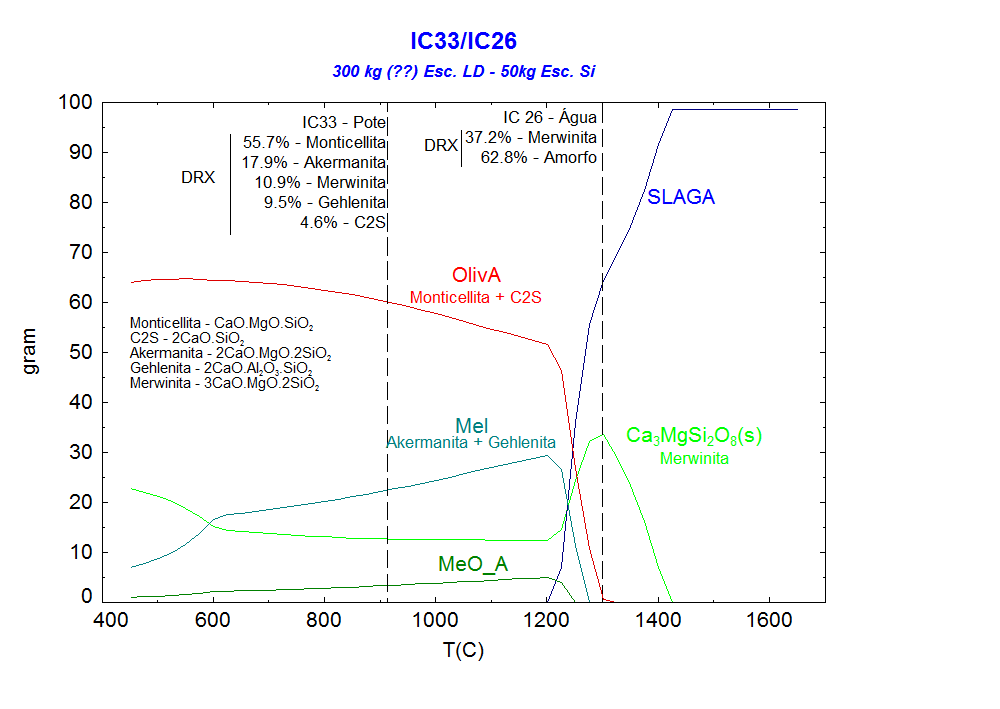 IC33/IC26
300 kg (??) Esc. LD - 50kg Esc. Sí
100
90
80
70
60
50
40
30
20
10
0
gram
IC33 - Pote
DRX
55.7% - Monticellita
17.9% - Akermanita
10.9% - Merwinita
9.5% - Gehlenita
4.6% - C2S
IC 26 - Água
DRX
37.2% - Merwinita
62.8% - Amorfo
SLAGA
OlivA
Monticellita + C2S
Monticellita - CaO.MgO.SiO₂
C2S - 2CaO.SiO₂
Akermanita - 2CaO.MgO.2SiO₂
Gehlenita - 2CaO.Al₂O₃.SiO₂
Merwinita - 3CaO.MgO.2SiO₂
Mel
Akermanita + Gehlenita
Ca₃MgSi₂O₈(s)
Merwinita
MeO_A
400 600 800 1000 1200 1400 1600
T(C)